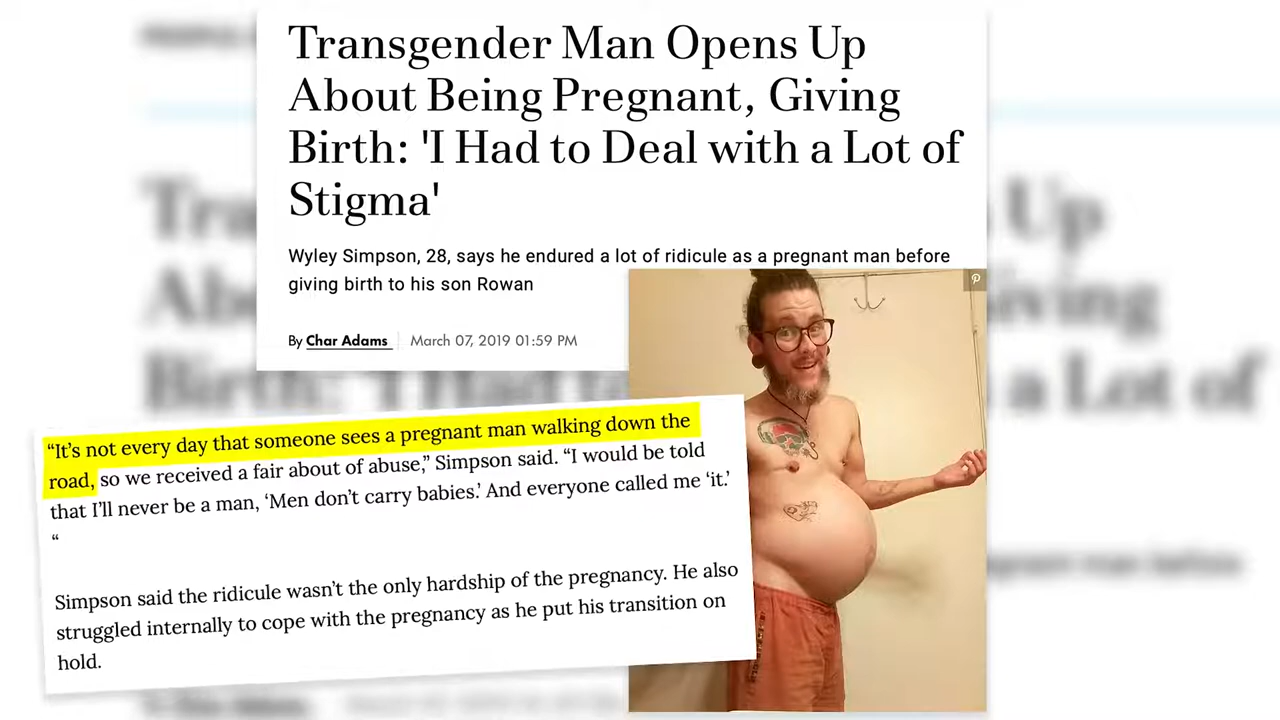 Transgender Man Opens Up
About Being Pregnant, Giving
Birth: 'I Had to Deal with a Lot of
Stigma'
Wyley Simpson, 28, says he endured a lot of ridicule as a pregnant man before
giving birth to his son Rowan
By Char Adams March 07, 2019 01:59 PM
“It’s not every day that someone sees a pregnant man walking down the
road, so we received a fair about of abuse,” Simpson said. “I would be told
that I’ll never be a man, ‘Men don’t carry babies.’ And everyone called me ‘it.’
“
Simpson said the ridicule wasn’t the only hardship of the pregnancy. He also
struggled internally to cope with the pregnancy as he put his transition on
hold.